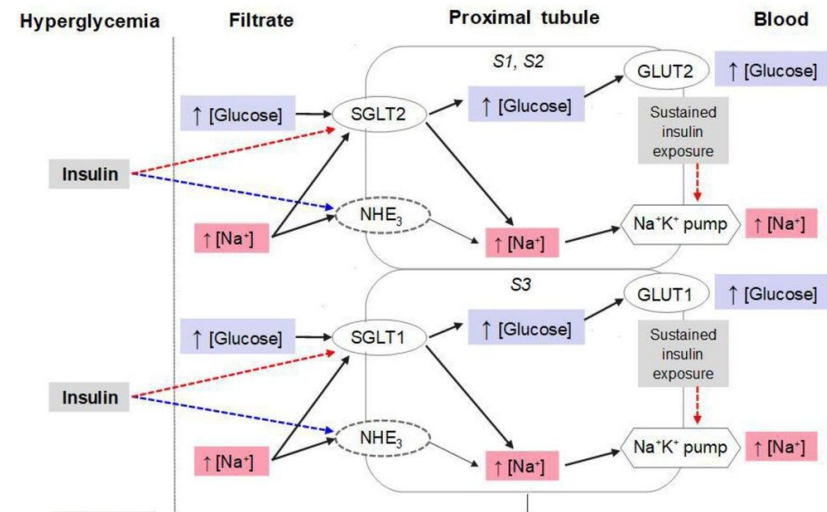 Hyperglycemia
Filtrate
Proximal tubule
Blood
S1, S2
GLUT2
↑ [Glucose]
↑ [Glucose]
SGLT2
↑ [Glucose]
Sustained
insulin
exposure
Insulin
NHE₃
↑ [Na⁺]
↑ [Na⁺]
Na⁺K⁺ pump
↑ [Na⁺]
S3
GLUT1
↑ [Glucose]
↑ [Glucose]
SGLT1
↑ [Glucose]
Sustained
insulin
exposure
Insulin
NHE₃
↑ [Na⁺]
↑ [Na⁺]
Na⁺K⁺ pump
↑ [Na⁺]